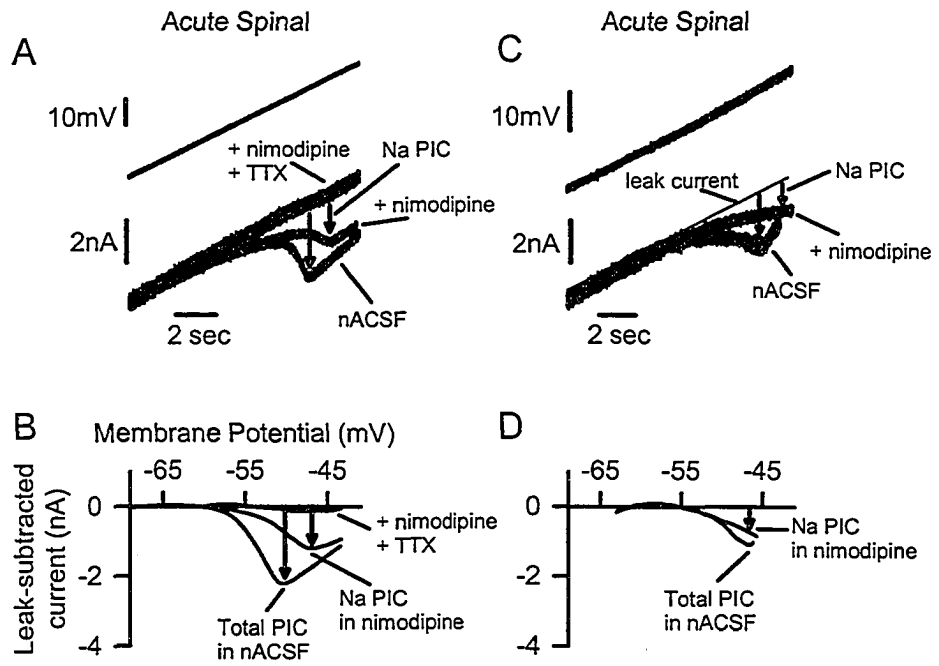 Acute Spinal
A
10mV
+ nimodipine
+ TTX
Na PIC
+ nimodipine
2nA
nACSF
2 sec
Acute Spinal
C
10mV
leak current
Na PIC
2nA
+ nimodipine
nACSF
2 sec
B
Membrane Potential (mV)
-65
-55
-45
Leak-subtracted
current (nA)
0
-2
-4
+ nimodipine
+ TTX
Na PIC
in nimodipine
Total PIC
in nACSF
D
-65
-55
-45
0
-2
-4
Na PIC
in nimodipine
Total PIC
in nACSF